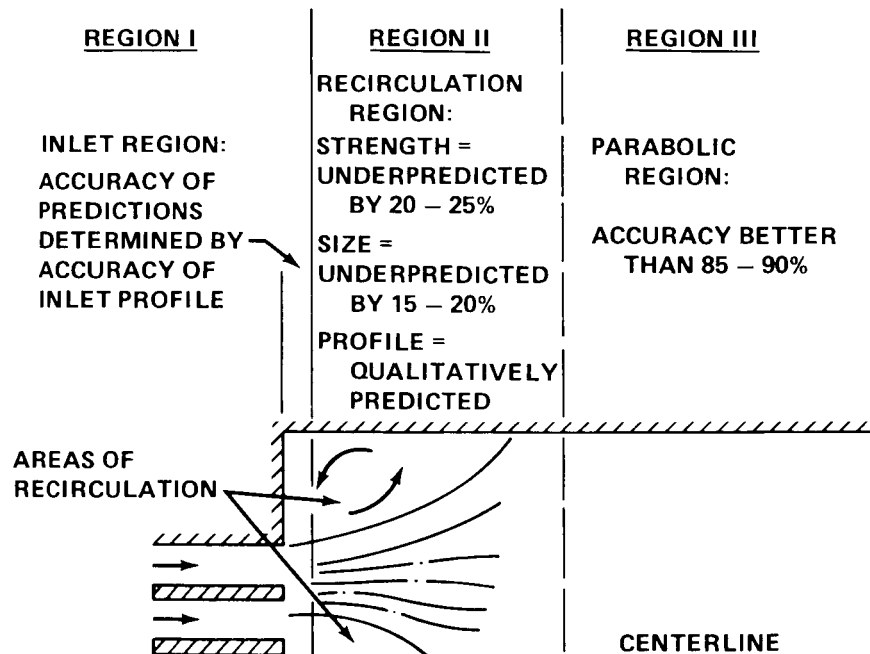 REGION I
REGION II
REGION III
INLET REGION:
ACCURACY OF
PREDICTIONS
DETERMINED BY
ACCURACY OF
INLET PROFILE
RECIRCULATION
REGION:
STRENGTH =
UNDERPREDICTED
BY 20 – 25%
SIZE =
UNDERPREDICTED
BY 15 – 20%
PROFILE =
QUALITATIVELY
PREDICTED
PARABOLIC
REGION:
ACCURACY BETTER
THAN 85 – 90%
AREAS OF
RECIRCULATION
CENTERLINE